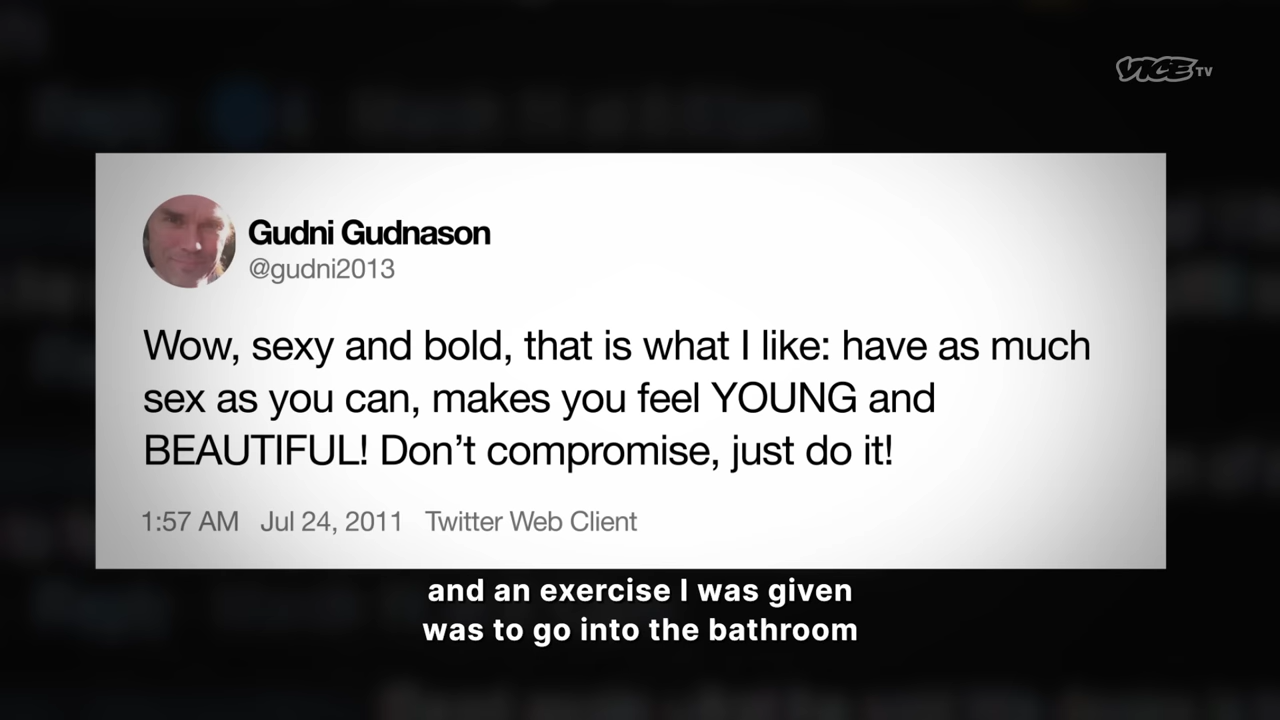 VICE TV
Gudni Gudnason
@gudni2013
Wow, sexy and bold, that is what I like: have as much
sex as you can, makes you feel YOUNG and
BEAUTIFUL! Don’t compromise, just do it!
1:57 AM Jul 24, 2011 Twitter Web Client
and an exercise I was given
was to go into the bathroom